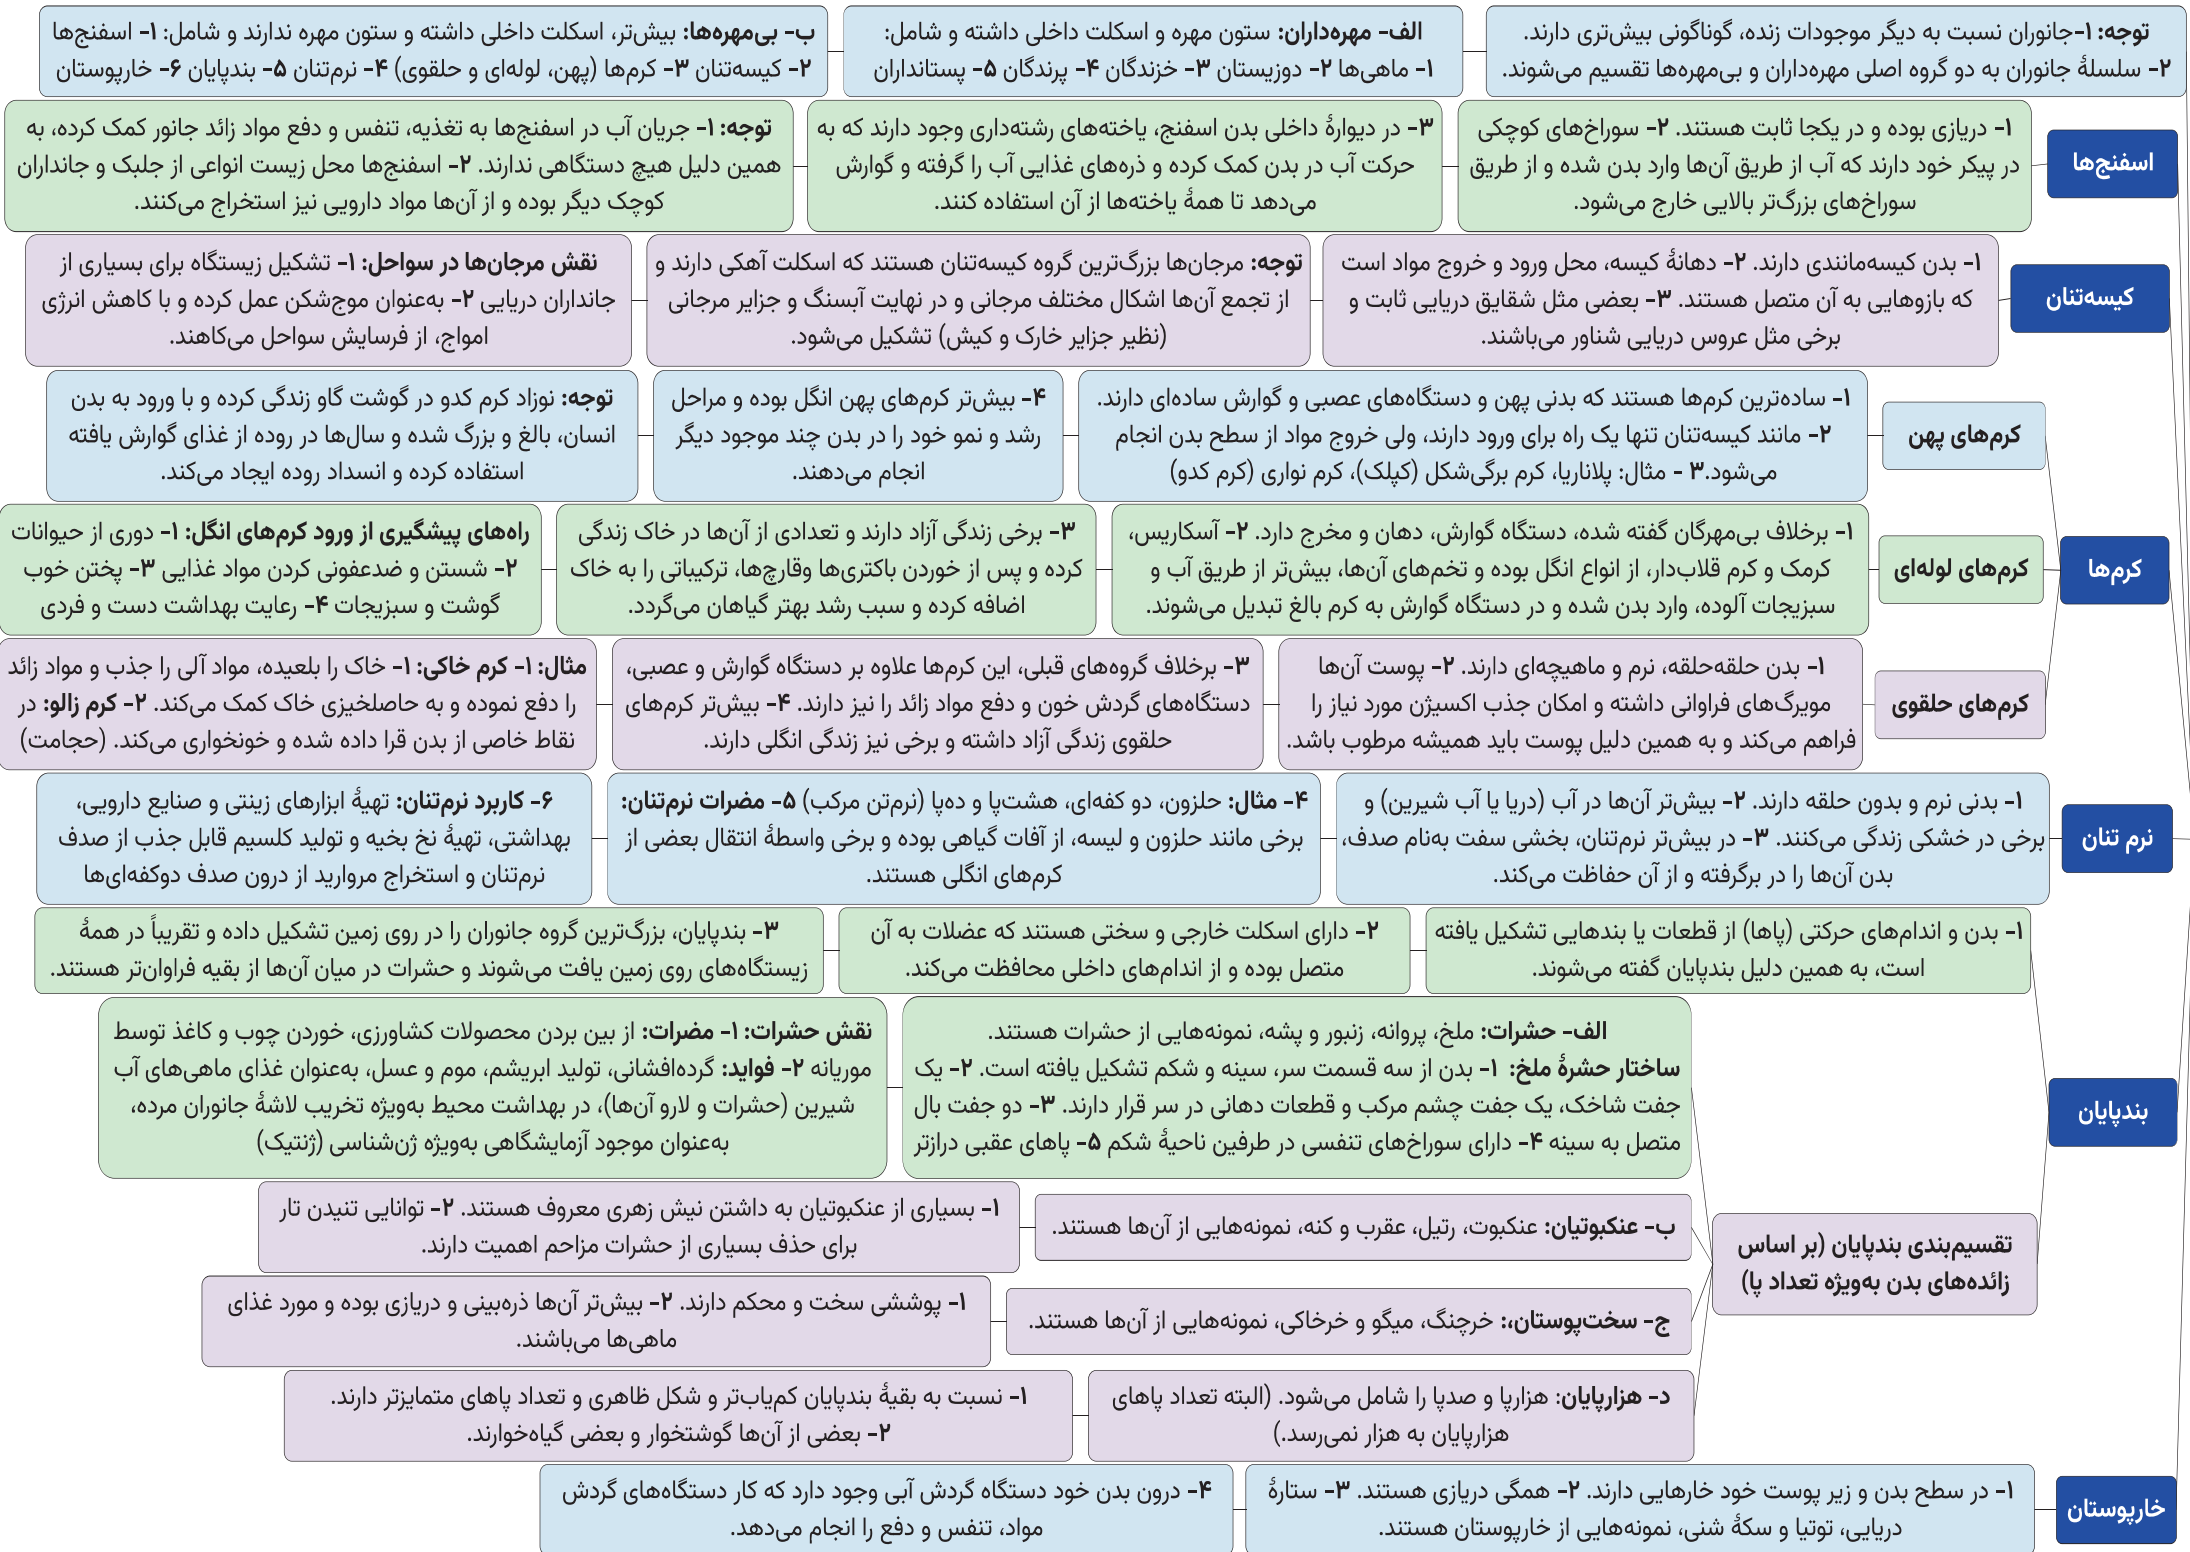 توجه: ۱-جانوران نسبت به دیگر موجودات زنده، گوناگونی بیش‌تری دارند.
۲- سلسلهٔ جانوران به دو گروه اصلی مهره‌داران و بی‌مهره‌ها تقسیم می‌شوند.
الف- مهره‌داران: ستون مهره و اسکلت داخلی داشته و شامل:
۱- ماهی‌ها ۲- دوزیستان ۳- خزندگان ۴- پرندگان ۵- پستانداران
ب- بی‌مهره‌ها: بیش‌تر، اسکلت داخلی داشته و ستون مهره ندارند و شامل: ۱- اسفنج‌ها
۲- کیسه‌تنان ۳- کرم‌ها (پهن، لوله‌ای و حلقوی) ۴- نرم‌تنان ۵- بندپایان ۶- خارپوستان
اسفنج‌ها
۱- دریازی بوده و در یکجا ثابت هستند. ۲- سوراخ‌های کوچکی
در پیکر خود دارند که آب از طریق آن‌ها وارد بدن شده و از طریق
سوراخ‌های بزرگ‌تر بالایی خارج می‌شود.
۳- در دیوارهٔ داخلی بدن اسفنج، یاخته‌های رشته‌داری وجود دارند که به
حرکت آب در بدن کمک کرده و ذره‌های غذایی آب را گرفته و گوارش
می‌دهد تا همهٔ یاخته‌ها از آن استفاده کنند.
توجه: ۱- جریان آب در اسفنج‌ها به تغذیه، تنفس و دفع مواد زائد جانور کمک کرده، به
همین دلیل هیچ دستگاهی ندارند. ۲- اسفنج‌ها محل زیست انواعی از جلبک و جانداران
کوچک دیگر بوده و از آن‌ها مواد دارویی نیز استخراج می‌کنند.
کیسه‌تنان
۱- بدن کیسه‌مانندی دارند. ۲- دهانهٔ کیسه، محل ورود و خروج مواد است
که بازوهایی به آن متصل هستند. ۳- بعضی مثل شقایق دریایی ثابت و
برخی مثل عروس دریایی شناور می‌باشند.
توجه: مرجان‌ها بزرگ‌ترین گروه کیسه‌تنان هستند که اسکلت آهکی دارند و
از تجمع آن‌ها اشکال مختلف مرجانی و در نهایت آبسنگ و جزایر مرجانی
(نظیر جزایر خارک و کیش) تشکیل می‌شود.
نقش مرجان‌ها در سواحل: ۱- تشکیل زیستگاه برای بسیاری از
جانداران دریایی ۲- به‌عنوان موج‌شکن عمل کرده و با کاهش انرژی
امواج، از فرسایش سواحل می‌کاهند.
کرم‌ها
کرم‌های پهن
۱- ساده‌ترین کرم‌ها هستند که بدنی پهن و دستگاه‌های عصبی و گوارش ساده‌ای دارند.
۲- مانند کیسه‌تنان تنها یک راه برای ورود دارند، ولی خروج مواد از سطح بدن انجام
می‌شود.۳ - مثال: پلاناریا، کرم برگی‌شکل (کپلک)، کرم نواری (کرم کدو)
۴- بیش‌تر کرم‌های پهن انگل بوده و مراحل
رشد و نمو خود را در بدن چند موجود دیگر
انجام می‌دهند.
توجه: نوزاد کرم کدو در گوشت گاو زندگی کرده و با ورود به بدن
انسان، بالغ و بزرگ شده و سال‌ها در روده از غذای گوارش یافته
استفاده کرده و انسداد روده ایجاد می‌کند.
کرم‌های لوله‌ای
۱- برخلاف بی‌مهرگان گفته شده، دستگاه گوارش، دهان و مخرج دارد. ۲- آسکاریس،
کرمک و کرم قلاب‌دار، از انواع انگل بوده و تخم‌های آن‌ها، بیش‌تر از طریق آب و
سبزیجات آلوده، وارد بدن شده و در دستگاه گوارش به کرم بالغ تبدیل می‌شوند.
۳- برخی زندگی آزاد دارند و تعدادی از آن‌ها در خاک زندگی
کرده و پس از خوردن باکتری‌ها وقارچ‌ها، ترکیباتی را به خاک
اضافه کرده و سبب رشد بهتر گیاهان می‌گردد.
راه‌های پیشگیری از ورود کرم‌های انگل: ۱- دوری از حیوانات
۲- شستن و ضدعفونی کردن مواد غذایی ۳- پختن خوب
گوشت و سبزیجات ۴- رعایت بهداشت دست و فردی
کرم‌های حلقوی
۱- بدن حلقه‌حلقه، نرم و ماهیچه‌ای دارند. ۲- پوست آن‌ها
مویرگ‌های فراوانی داشته و امکان جذب اکسیژن مورد نیاز را
فراهم می‌کند و به همین دلیل پوست باید همیشه مرطوب باشد.
۳- برخلاف گروه‌های قبلی، این کرم‌ها علاوه بر دستگاه گوارش و عصبی،
دستگاه‌های گردش خون و دفع مواد زائد را نیز دارند. ۴- بیش‌تر کرم‌های
حلقوی زندگی آزاد داشته و برخی نیز زندگی انگلی دارند.
مثال: ۱- کرم خاکی: ۱- خاک را بلعیده، مواد آلی را جذب و مواد زائد
را دفع نموده و به حاصلخیزی خاک کمک می‌کند. ۲- کرم زالو: در
نقاط خاصی از بدن قرا داده شده و خونخواری می‌کند. (حجامت)
نرم تنان
۱- بدنی نرم و بدون حلقه دارند. ۲- بیش‌تر آن‌ها در آب (دریا یا آب شیرین) و
برخی در خشکی زندگی می‌کنند. ۳- در بیش‌تر نرم‌تنان، بخشی سفت به‌نام صدف،
بدن آن‌ها را در برگرفته و از آن حفاظت می‌کند.
۴- مثال: حلزون، دو کفه‌ای، هشت‌پا و ده‌پا (نرم‌تن مرکب) ۵- مضرات نرم‌تنان:
برخی مانند حلزون و لیسه، از آفات گیاهی بوده و برخی واسطهٔ انتقال بعضی از
کرم‌های انگلی هستند.
۶- کاربرد نرم‌تنان: تهیهٔ ابزارهای زینتی و صنایع دارویی،
بهداشتی، تهیهٔ نخ بخیه و تولید کلسیم قابل جذب از صدف
نرم‌تنان و استخراج مروارید از درون صدف دوکفه‌ای‌ها
بندپایان
۱- بدن و اندام‌های حرکتی (پاها) از قطعات یا بندهایی تشکیل یافته
است، به همین دلیل بندپایان گفته می‌شوند.
۲- دارای اسکلت خارجی و سختی هستند که عضلات به آن
متصل بوده و از اندام‌های داخلی محافظت می‌کند.
۳- بندپایان، بزرگ‌ترین گروه جانوران را در روی زمین تشکیل داده و تقریباً در همهٔ
زیستگاه‌های روی زمین یافت می‌شوند و حشرات در میان آن‌ها از بقیه فراوان‌تر هستند.
تقسیم‌بندی بندپایان (بر اساس
زائده‌های بدن به‌ویژه تعداد پا)
الف- حشرات: ملخ، پروانه، زنبور و پشه، نمونه‌هایی از حشرات هستند.
ساختار حشرهٔ ملخ: ۱- بدن از سه قسمت سر، سینه و شکم تشکیل یافته است. ۲- یک
جفت شاخک، یک جفت چشم مرکب و قطعات دهانی در سر قرار دارند. ۳- دو جفت بال
متصل به سینه ۴- دارای سوراخ‌های تنفسی در طرفین ناحیهٔ شکم ۵- پاهای عقبی درازتر
نقش حشرات: ۱- مضرات: از بین بردن محصولات کشاورزی، خوردن چوب و کاغذ توسط
موریانه ۲- فواید: گرده‌افشانی، تولید ابریشم، موم و عسل، به‌عنوان غذای ماهی‌های آب
شیرین (حشرات و لارو آن‌ها)، در بهداشت محیط به‌ویژه تخریب لاشهٔ جانوران مرده،
به‌عنوان موجود آزمایشگاهی به‌ویژه ژن‌شناسی (ژنتیک)
ب- عنکبوتیان: عنکبوت، رتیل، عقرب و کنه، نمونه‌هایی از آن‌ها هستند.
۱- بسیاری از عنکبوتیان به داشتن نیش زهری معروف هستند. ۲- توانایی تنیدن تار
برای حذف بسیاری از حشرات مزاحم اهمیت دارند.
ج- سخت‌پوستان،: خرچنگ، میگو و خرخاکی، نمونه‌هایی از آن‌ها هستند.
۱- پوششی سخت و محکم دارند. ۲- بیش‌تر آن‌ها ذره‌بینی و دریازی بوده و مورد غذای
ماهی‌ها می‌باشند.
د- هزارپایان: هزارپا و صدپا را شامل می‌شود. (البته تعداد پاهای
هزارپایان به هزار نمی‌رسد.)
۱- نسبت به بقیهٔ بندپایان کم‌یاب‌تر و شکل ظاهری و تعداد پاهای متمایزتر دارند.
۲- بعضی از آن‌ها گوشتخوار و بعضی گیاه‌خوارند.
خارپوستان
۱- در سطح بدن و زیر پوست خود خارهایی دارند. ۲- همگی دریازی هستند. ۳- ستارهٔ
دریایی، توتیا و سکهٔ شنی، نمونه‌هایی از خارپوستان هستند.
۴- درون بدن خود دستگاه گردش آبی وجود دارد که کار دستگاه‌های گردش
مواد، تنفس و دفع را انجام می‌دهد.